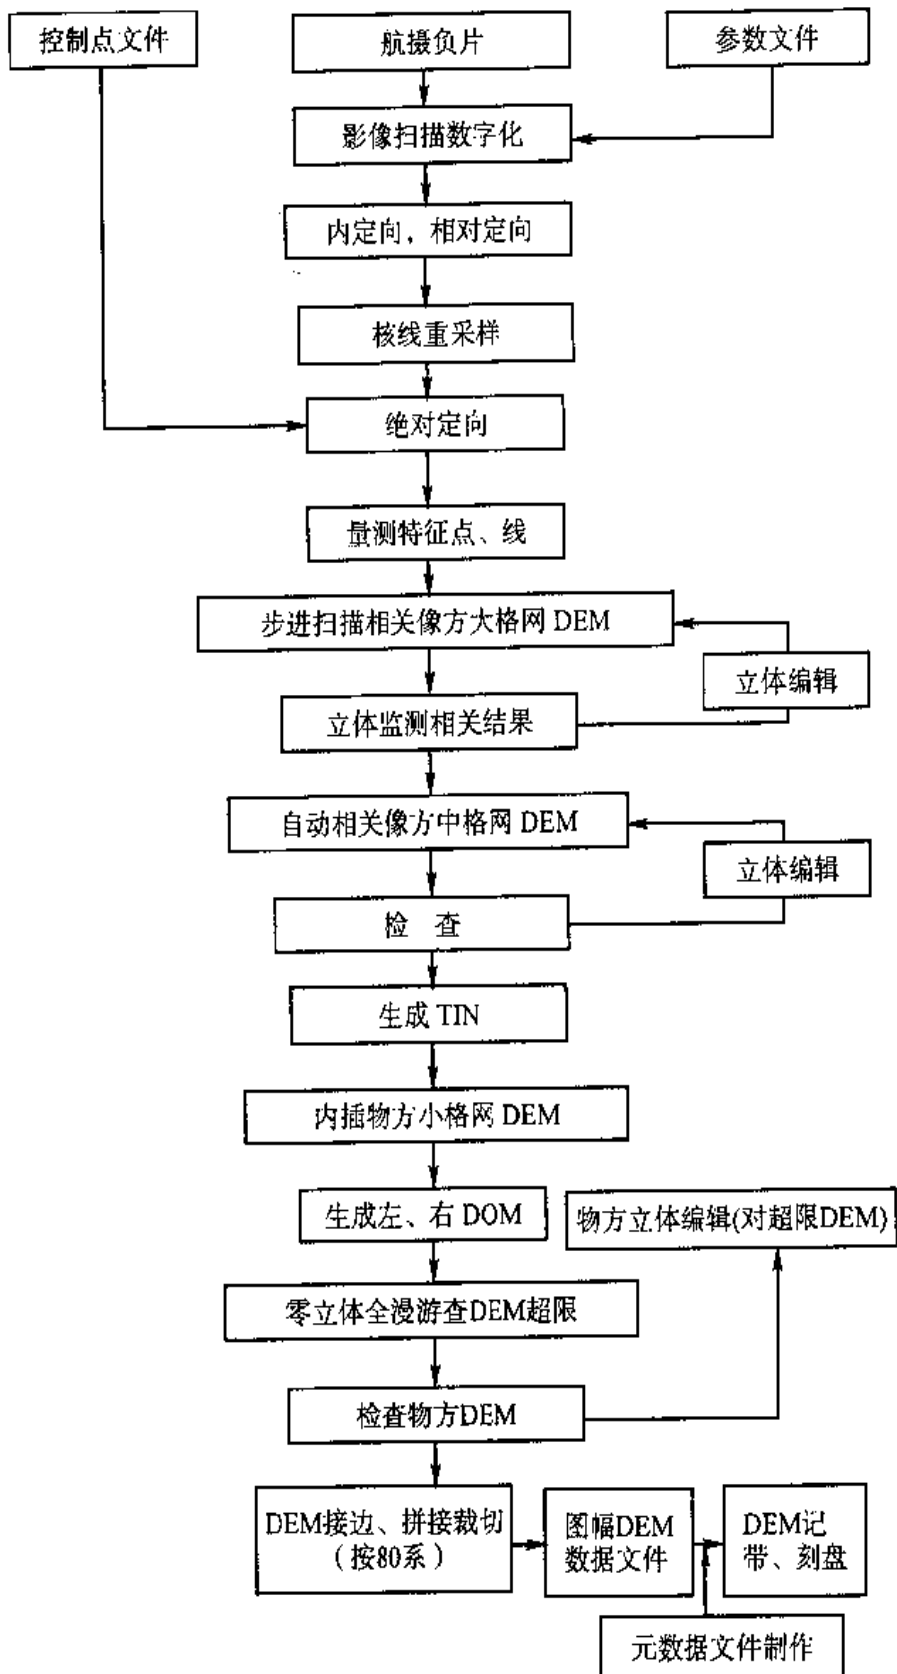 控制点文件
航摄负片
参数文件
影像扫描数字化
内定向，相对定向
核线重采样
绝对定向
量测特征点、线
步进扫描相关像方大格网 DEM
立体编辑
立体监测相关结果
自动相关像方中格网 DEM
立体编辑
检 查
生成 TIN
内插物方小格网 DEM
生成左、右 DOM
物方立体编辑(对超限DEM)
零立体全漫游查DEM超限
检查物方DEM
DEM接边、拼接裁切
（按80系）
图幅DEM
数据文件
DEM记
带、刻盘
元数据文件制作